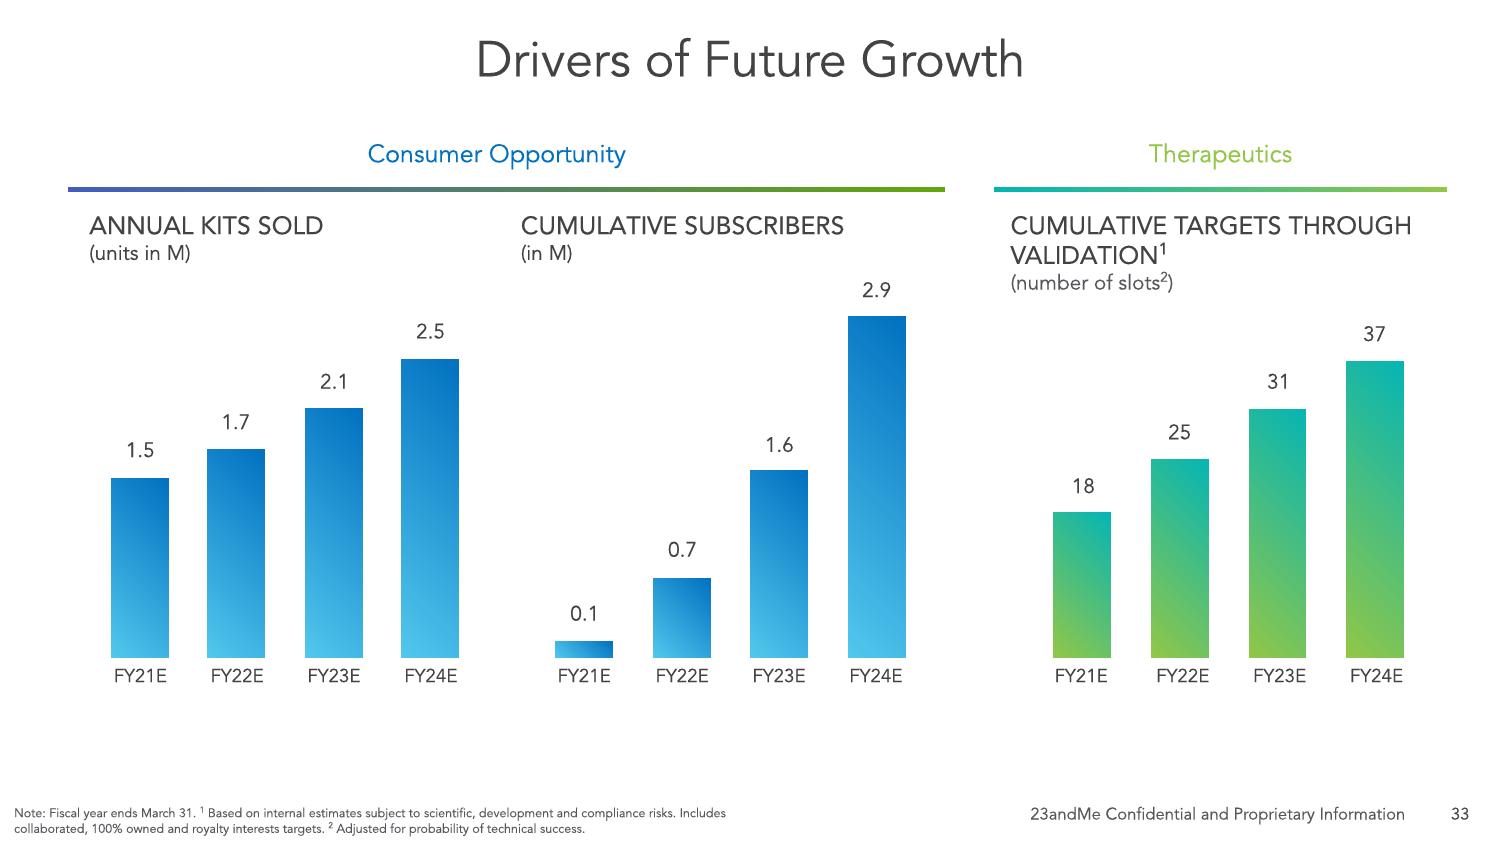 Drivers of Future Growth
Consumer Opportunity
ANNUAL KITS SOLD
(units in M)
1.5
1.7
2.1
2.5
FY21E
FY22E
FY23E
FY24E
CUMULATIVE SUBSCRIBERS
(in M)
0.1
0.7
1.6
2.9
FY21E
FY22E
FY23E
FY24E
Therapeutics
CUMULATIVE TARGETS THROUGH
VALIDATION¹
(number of slots²)
18
25
31
37
FY21E
FY22E
FY23E
FY24E
Note: Fiscal year ends March 31. ¹ Based on internal estimates subject to scientific, development and compliance risks. Includes
collaborated, 100% owned and royalty interests targets. ² Adjusted for probability of technical success.
23andMe Confidential and Proprietary Information
33